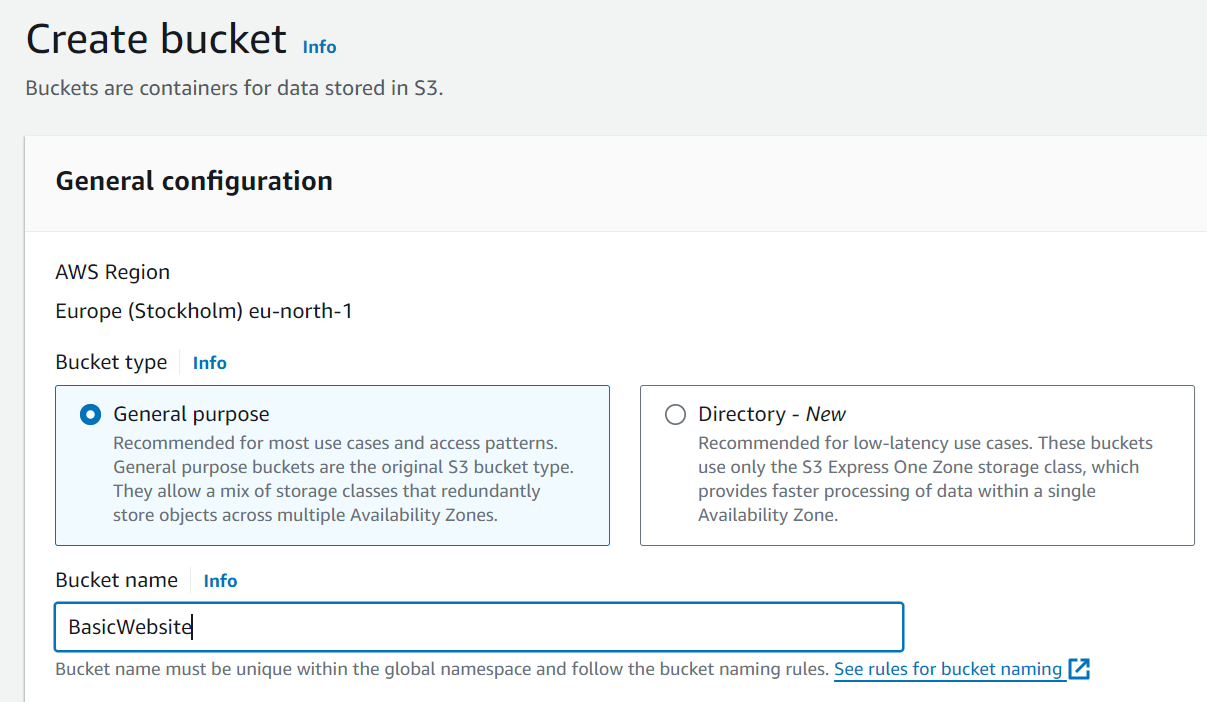 Create bucket Info
Buckets are containers for data stored in S3.
General configuration
AWS Region
Europe (Stockholm) eu-north-1
Bucket type Info
General purpose
Recommended for most use cases and access patterns.
General purpose buckets are the original S3 bucket type.
They allow a mix of storage classes that redundantly
store objects across multiple Availability Zones.
Directory - New
Recommended for low-latency use cases. These buckets
use only the S3 Express One Zone storage class, which
provides faster processing of data within a single
Availability Zone.
Bucket name Info
BasicWebsite
Bucket name must be unique within the global namespace and follow the bucket naming rules. See rules for bucket naming